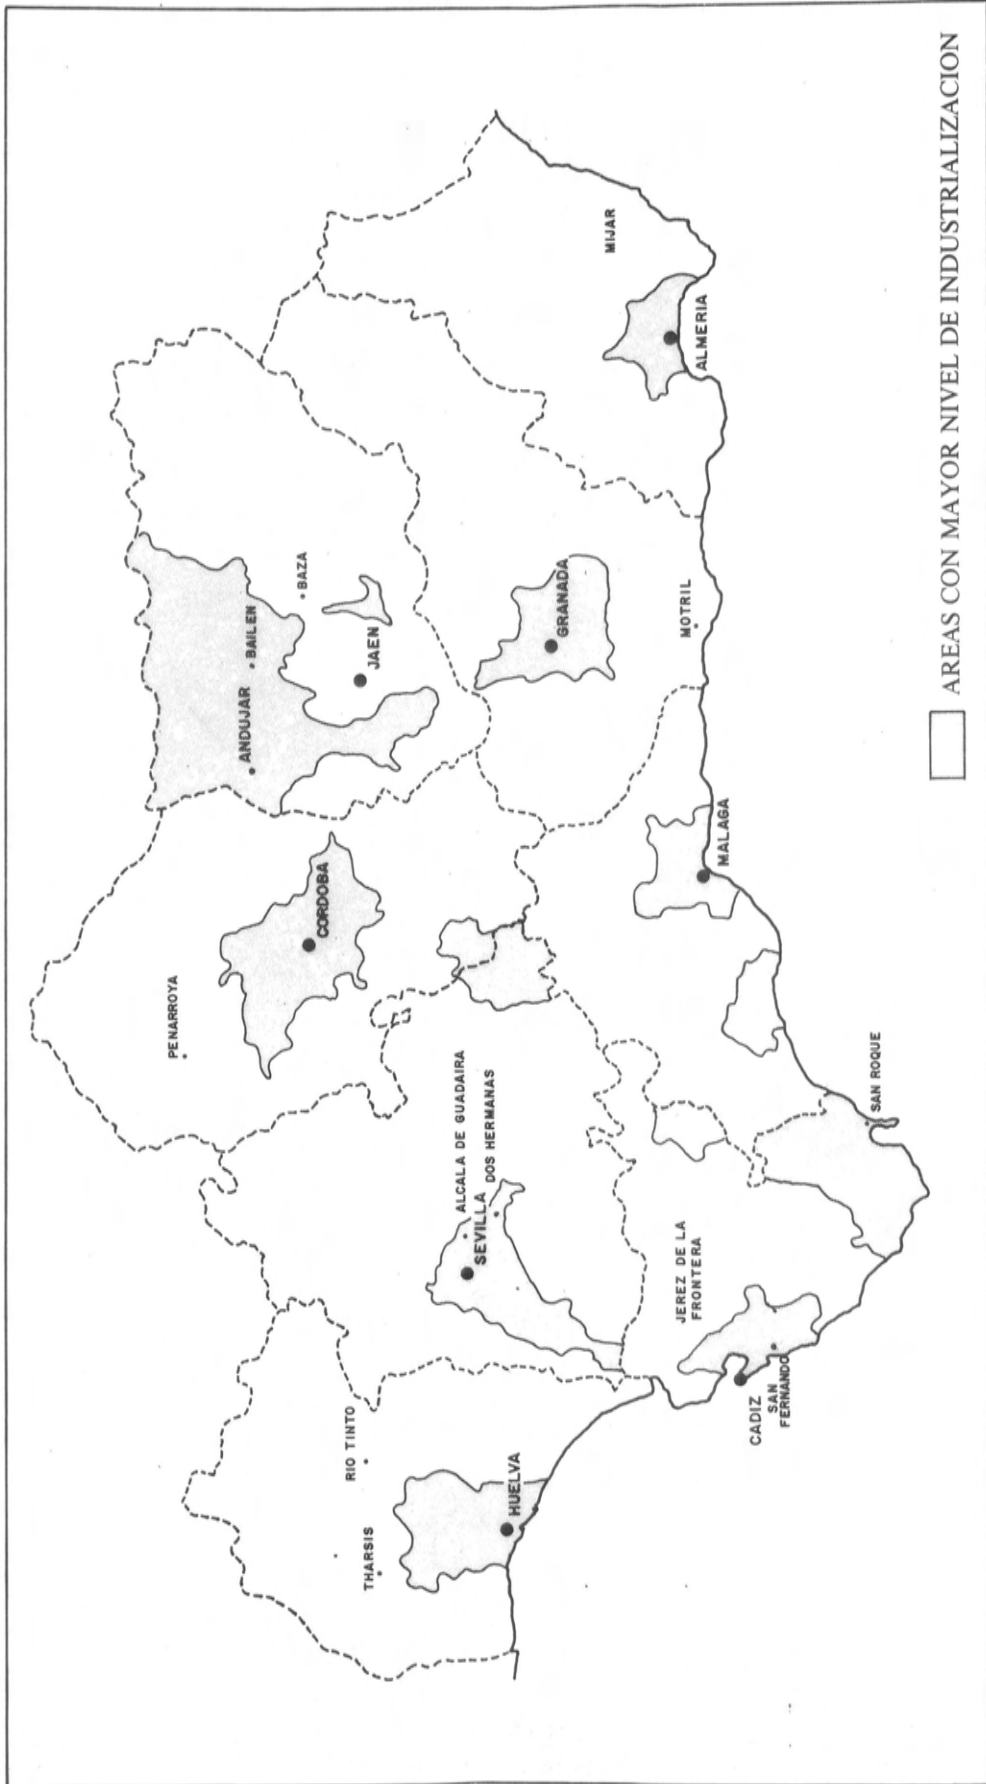 PENARROYA
CORDOBA
ANDUJAR
BAILEN
BAZA
JAEN
RIO TINTO
THARSIS
HUELVA
ALCALA DE GUADAIRA
SEVILLA
DOS HERMANAS
GRANADA
MIJAR
ALMERIA
MOTRIL
MALAGA
JEREZ DE LA
FRONTERA
CADIZ
SAN
FERNANDO
SAN ROQUE
AREAS CON MAYOR NIVEL DE INDUSTRIALIZACION